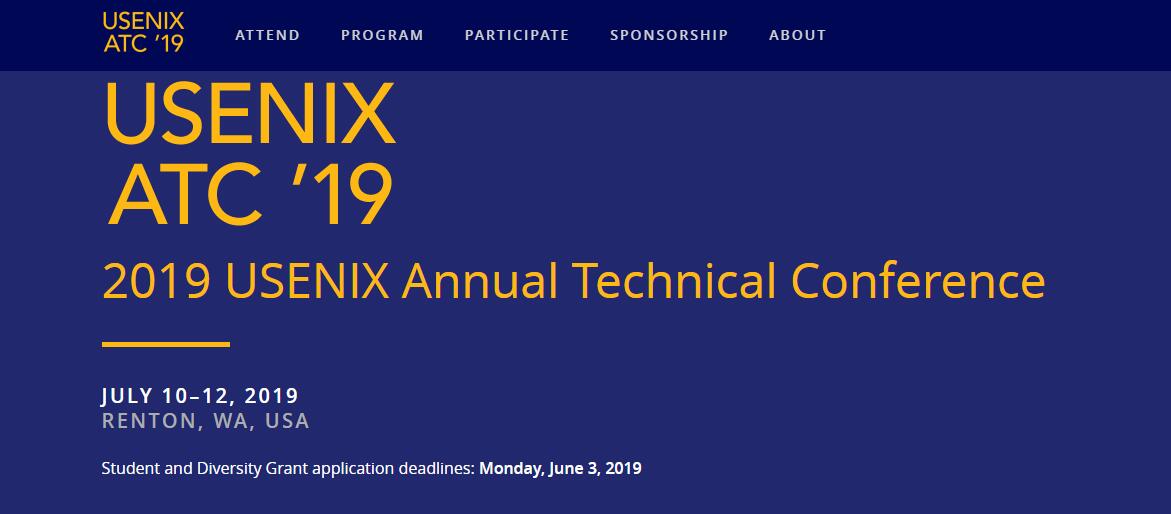 USENIX
ATC ’19
ATTEND
PROGRAM
PARTICIPATE
SPONSORSHIP
ABOUT
USENIX
ATC ’19
2019 USENIX Annual Technical Conference
JULY 10–12, 2019
RENTON, WA, USA
Student and Diversity Grant application deadlines: Monday, June 3, 2019